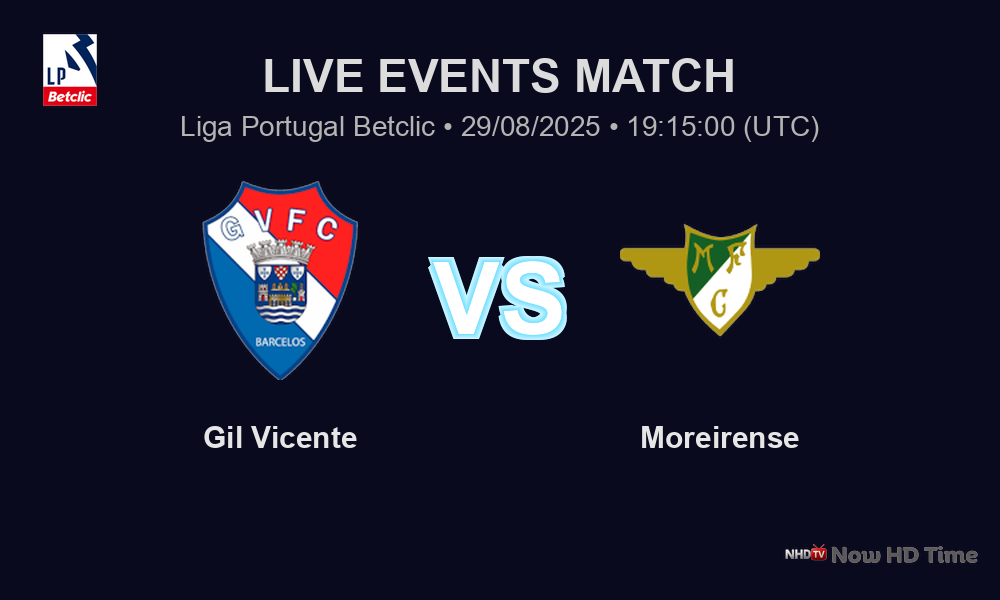 LP
Betclic
LIVE EVENTS MATCH
Liga Portugal Betclic • 29/08/2025 • 19:15:00 (UTC)
GVFC
BARCELOS
VS
MFC
Gil Vicente
Moreirense
NHDTV Now HD Time